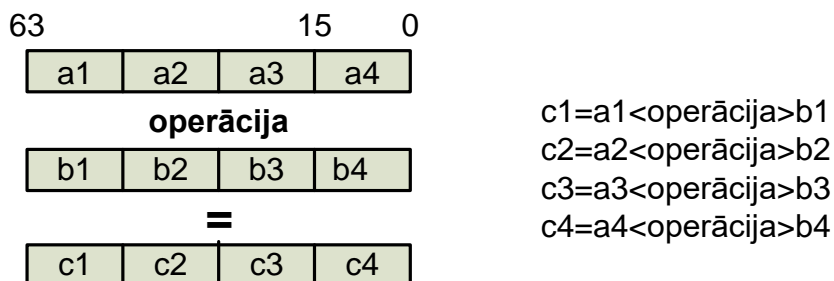 63 15 0
a1 a2 a3 a4
operācija
b1 b2 b3 b4
=
c1 c2 c3 c4
c1=a1<operācija>b1
c2=a2<operācija>b2
c3=a3<operācija>b3
c4=a4<operācija>b4